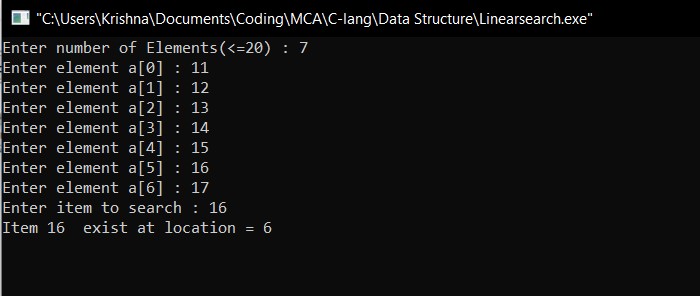 "C:\Users\Krishna\Documents\Coding\MCA\C-lang\Data Structure\Linearsearch.exe"
Enter number of Elements(<=20) : 7
Enter element a[0] : 11
Enter element a[1] : 12
Enter element a[2] : 13
Enter element a[3] : 14
Enter element a[4] : 15
Enter element a[5] : 16
Enter element a[6] : 17
Enter item to search : 16
Item 16  exist at location = 6